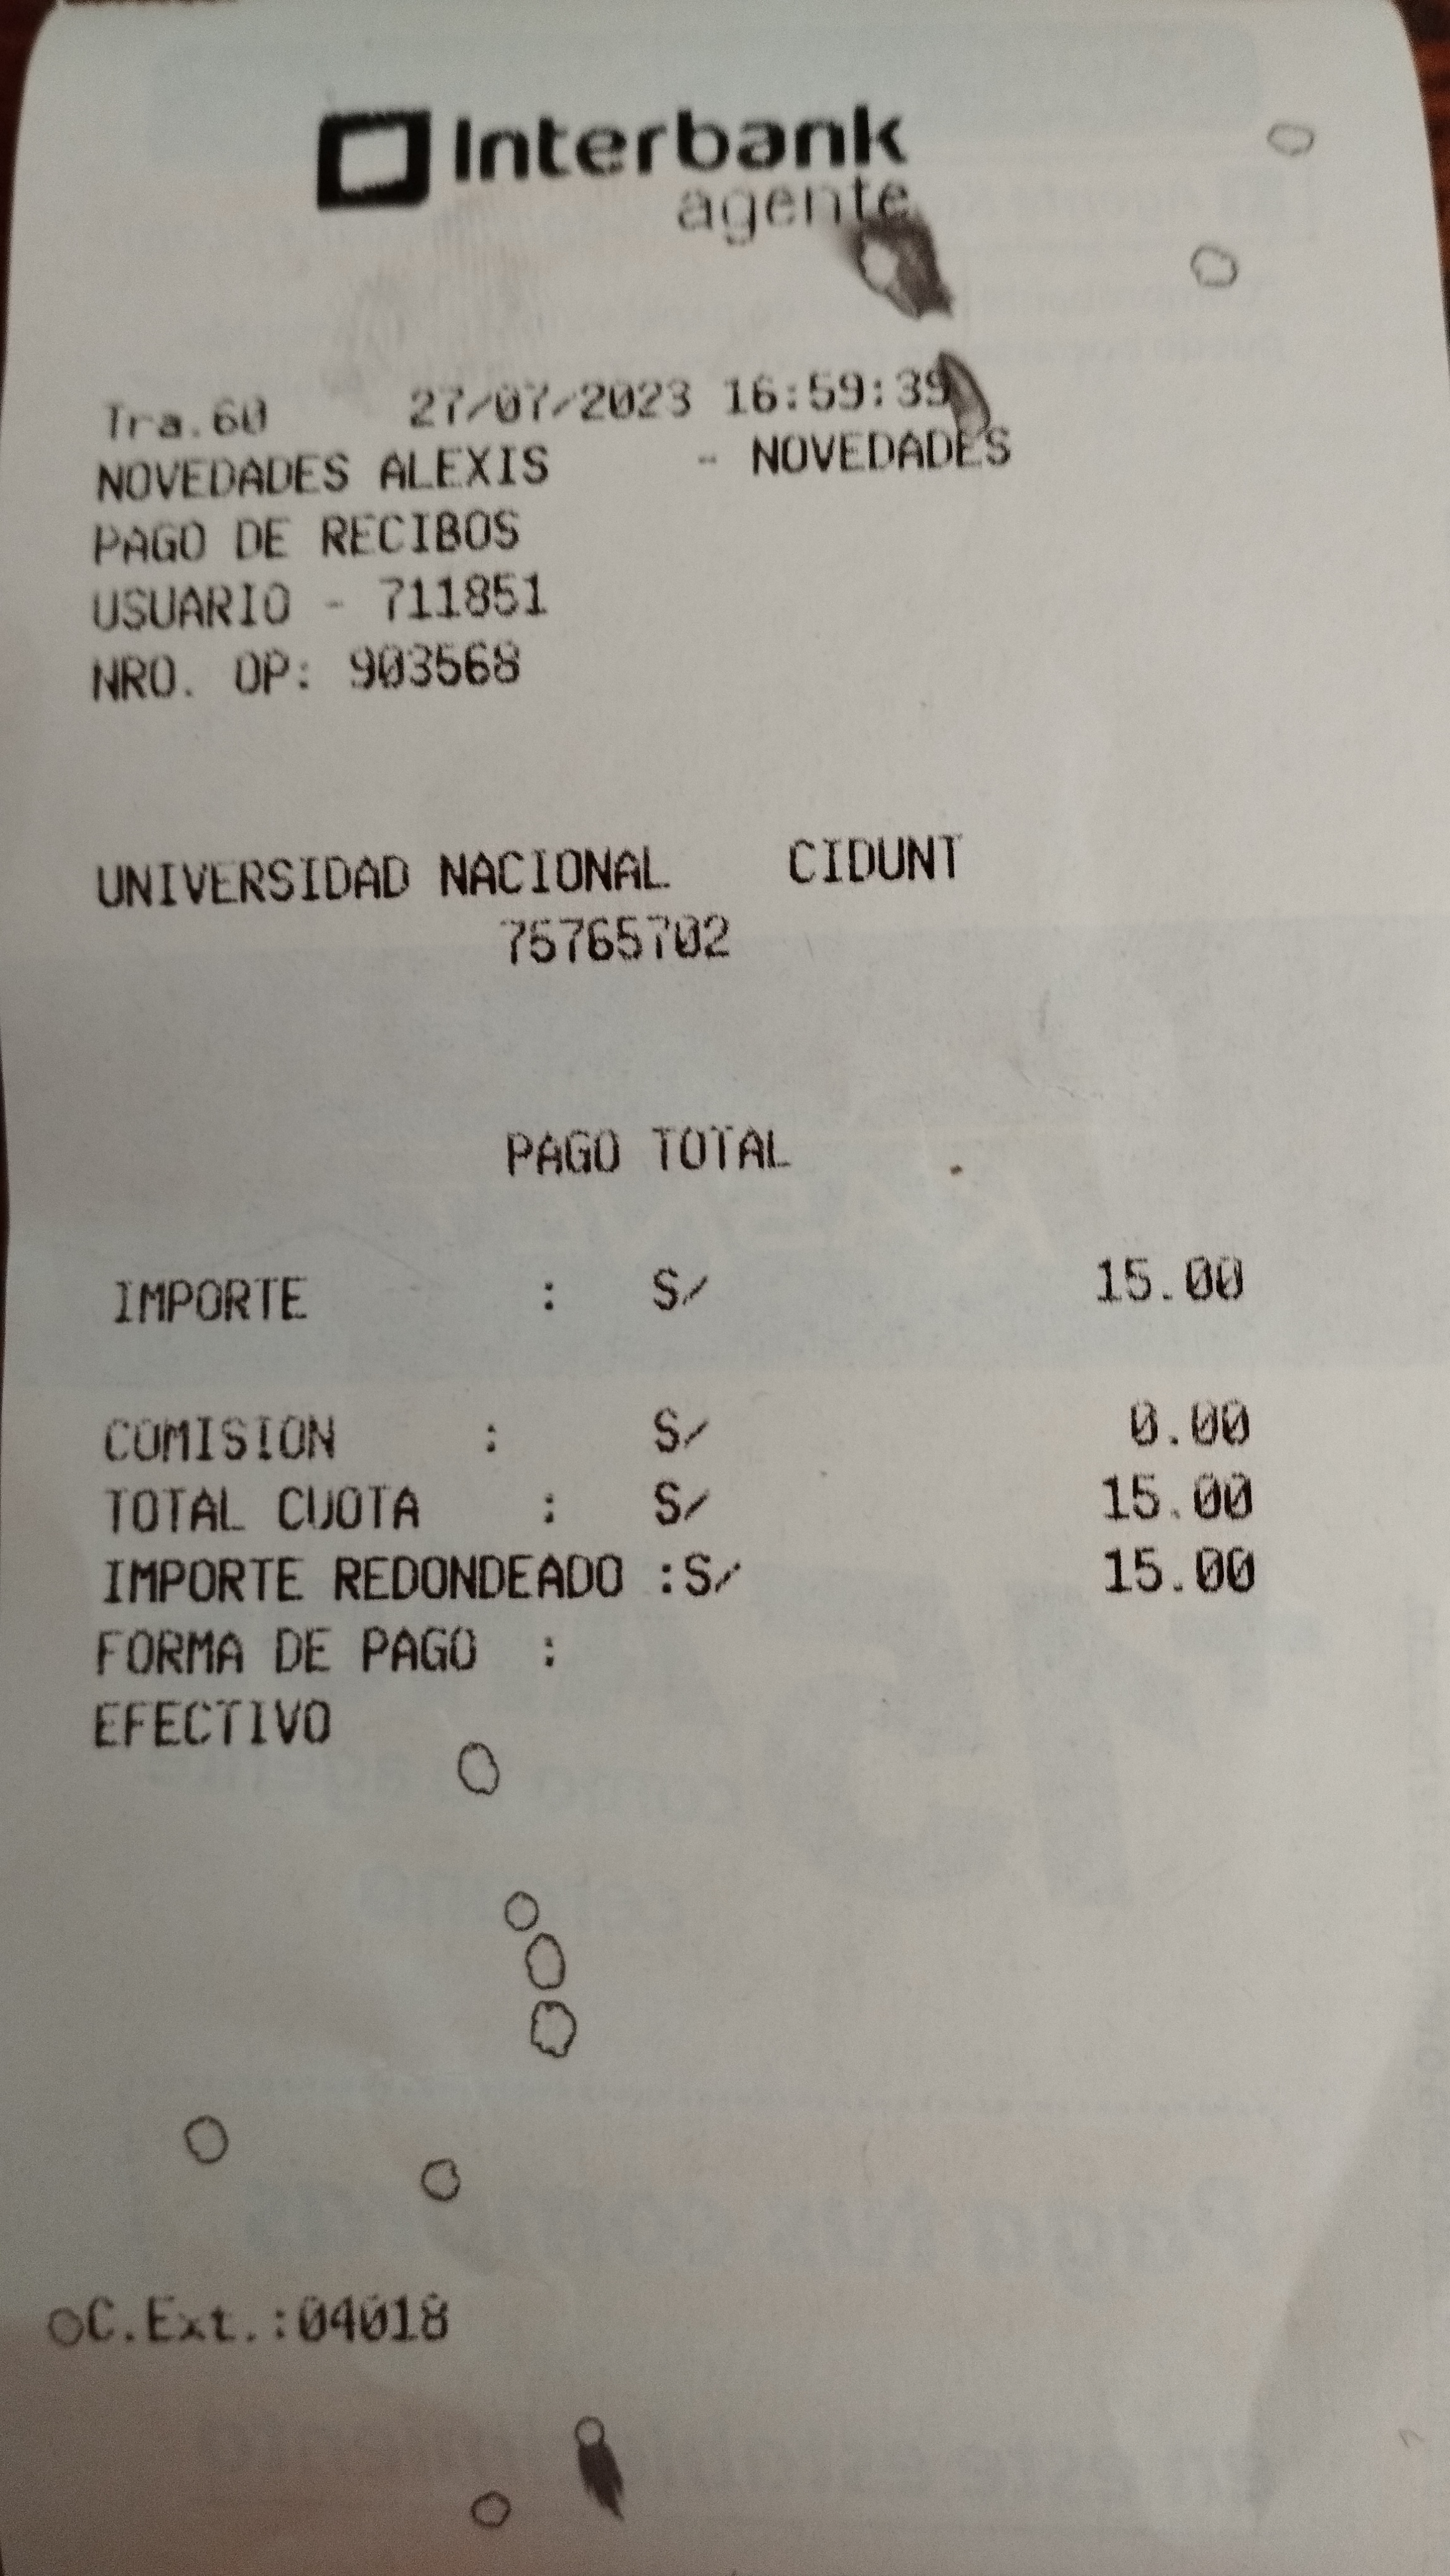 Interbank
agente
Tra.60 27/07/2023 16:59:39
NOVEDADES ALEXIS - NOVEDADES
PAGO DE RECIBOS
USUARIO - 711851
NRO. OP: 903568
UNIVERSIDAD NACIONAL CIDUNT
75765702
PAGO TOTAL
IMPORTE : S/ 15.00
COMISION : S/ 0.00
TOTAL CUOTA : S/ 15.00
IMPORTE REDONDEADO :S/ 15.00
FORMA DE PAGO :
EFECTIVO
C.Ext.:04018